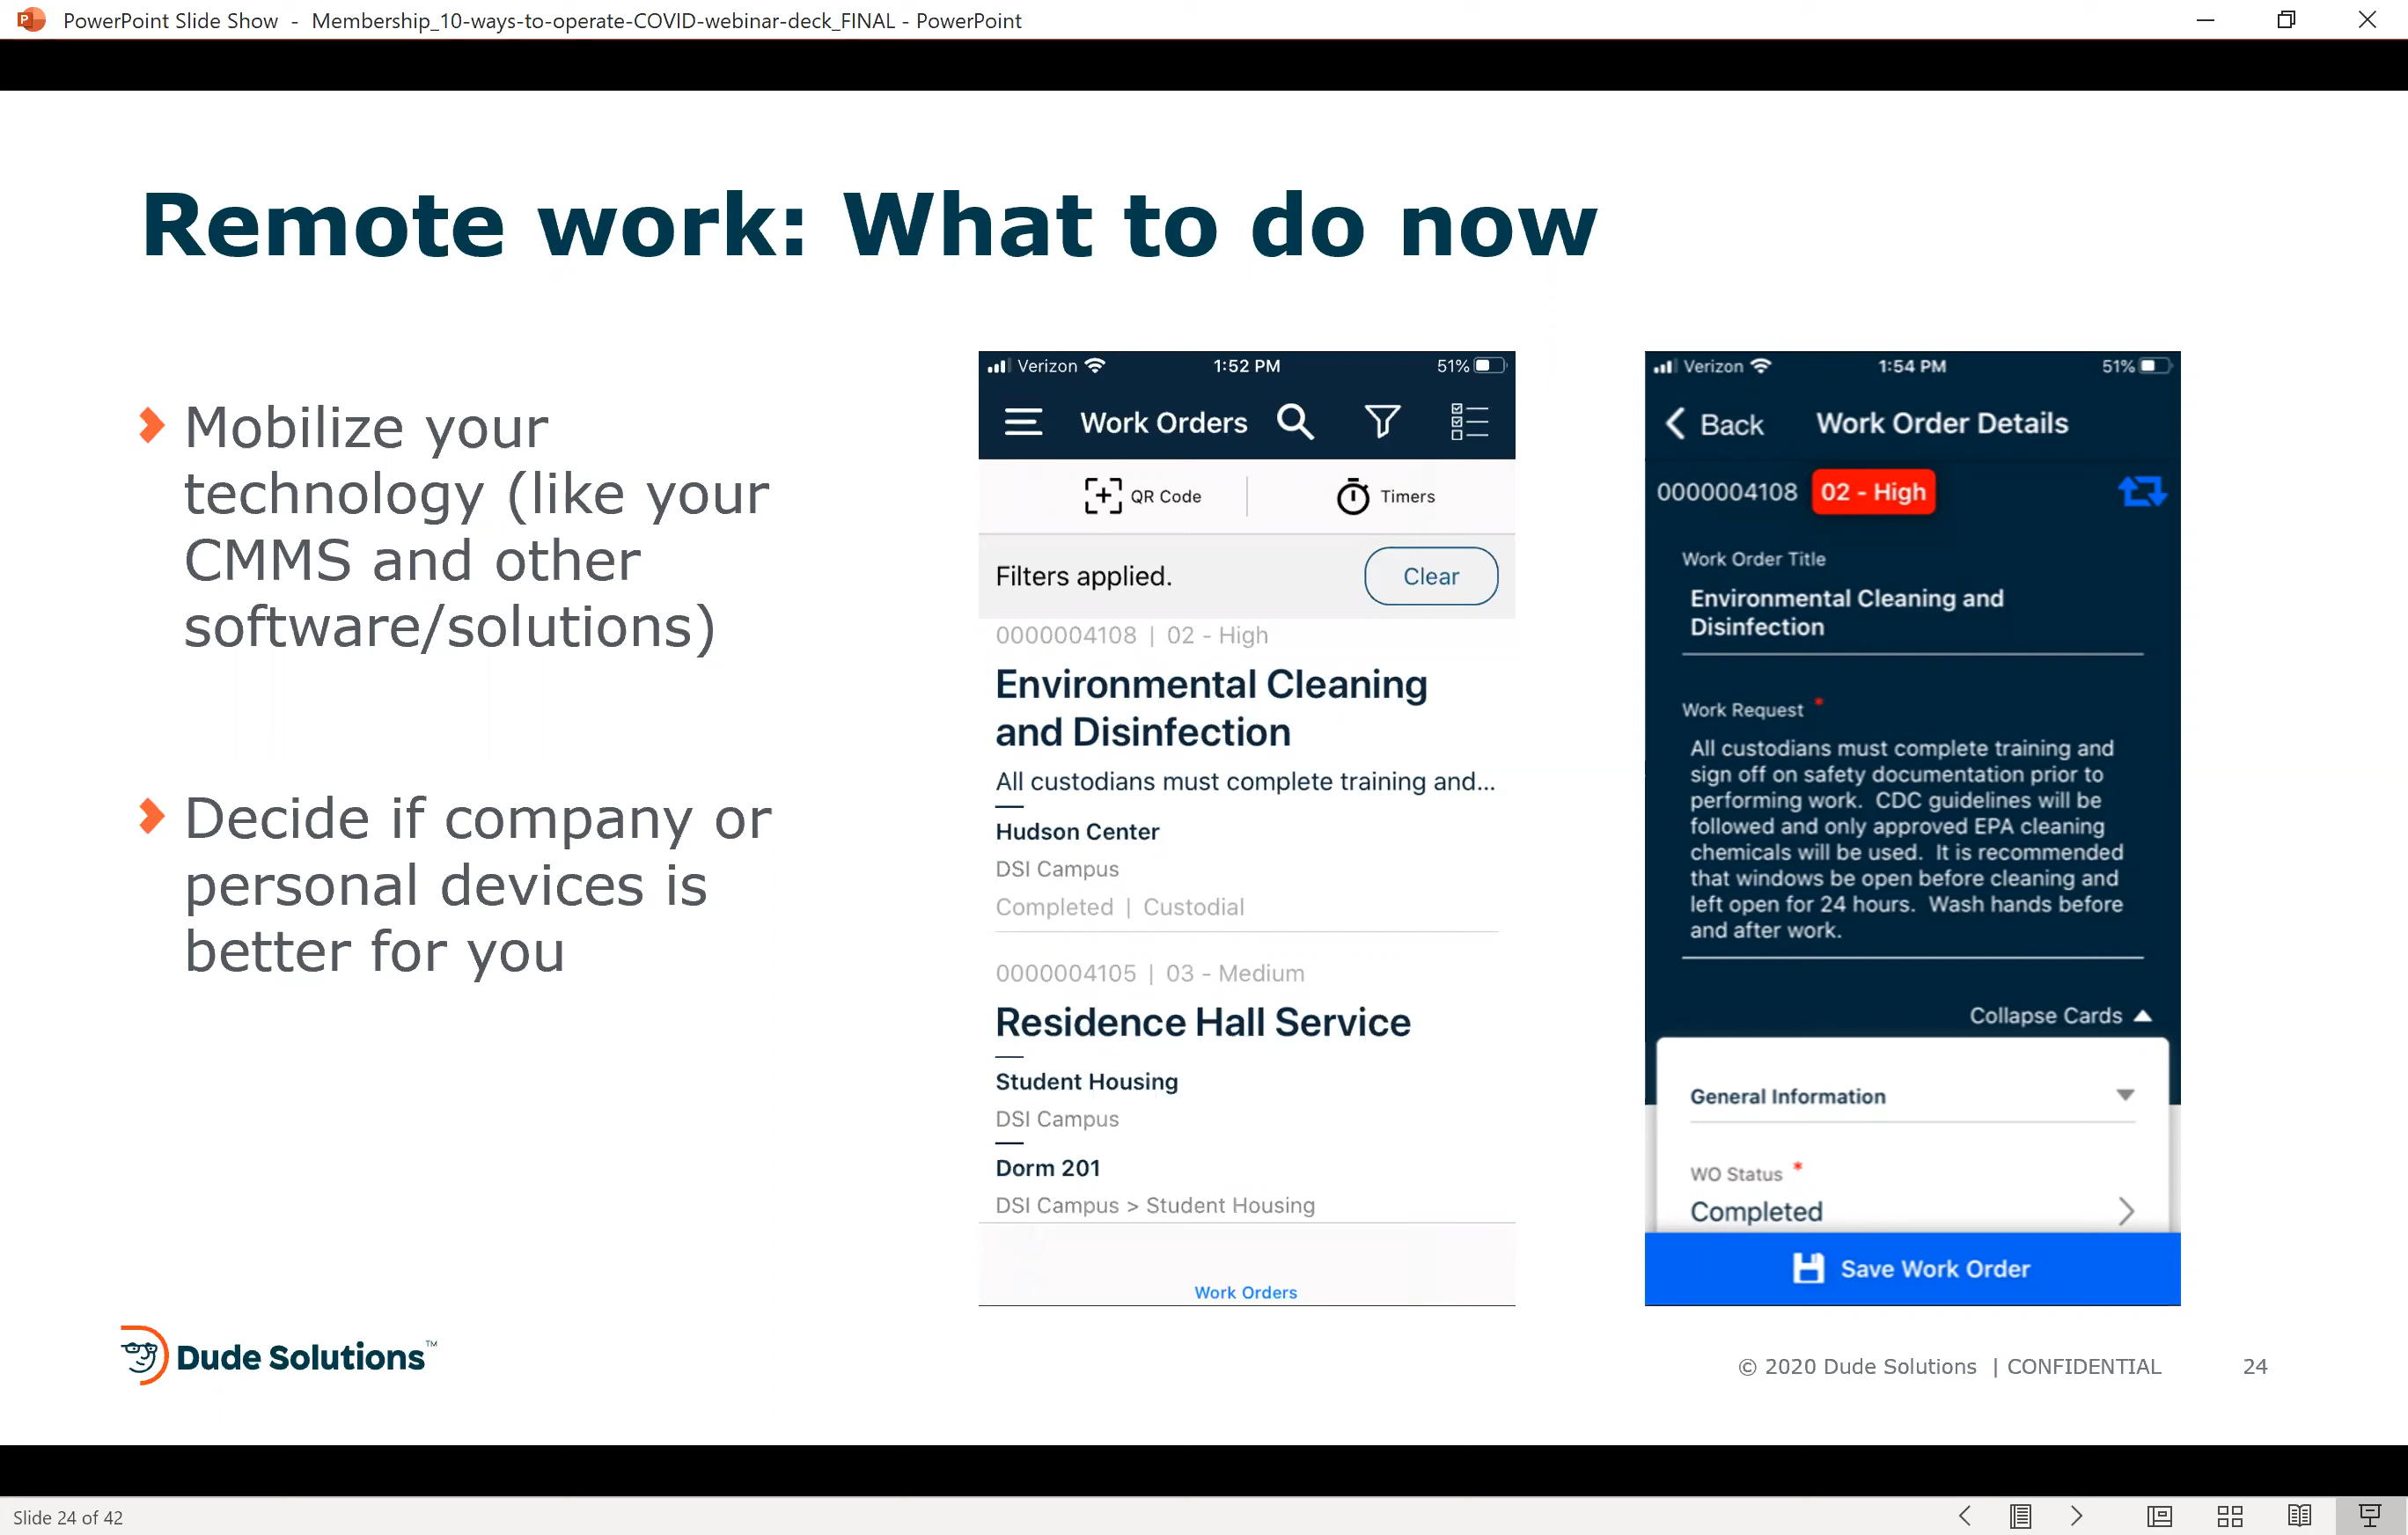 PowerPoint Slide Show - Membership_10-ways-to-operate-COVID-webinar-deck_FINAL - PowerPoint
Remote work: What to do now
Mobilize your
technology (like your
CMMS and other
software/solutions)
Decide if company or
personal devices is
better for you
Verizon 1:52 PM 51%
Work Orders
QR Code Timers
Filters applied. Clear
0000004108 | 02 - High
Environmental Cleaning
and Disinfection
All custodians must complete training and...
Hudson Center
DSI Campus
Completed | Custodial
0000004105 | 03 - Medium
Residence Hall Service
Student Housing
DSI Campus
Dorm 201
DSI Campus > Student Housing
Work Orders
Verizon 1:54 PM 51%
Back Work Order Details
0000004108 02 - High
Work Order Title
Environmental Cleaning and
Disinfection
Work Request *
All custodians must complete training and
sign off on safety documentation prior to
performing work. CDC guidelines will be
followed and only approved EPA cleaning
chemicals will be used. It is recommended
that windows be open before cleaning and
left open for 24 hours. Wash hands before
and after work.
Collapse Cards
General Information
WO Status *
Completed
Save Work Order
Dude Solutions™
© 2020 Dude Solutions | CONFIDENTIAL 24
Slide 24 of 42